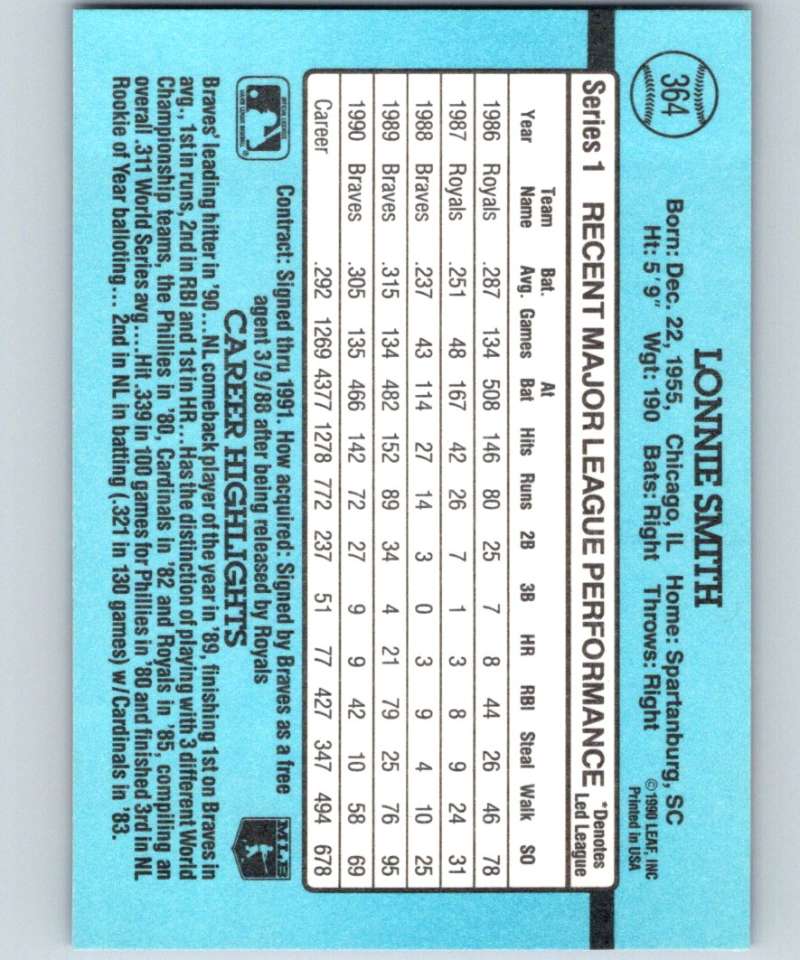 364
LONNIE SMITH
Born: Dec. 22, 1955, Chicago, IL Home: Spartanburg, SC
Ht: 5'9" Wgt: 190 Bats: Right Throws: Right
©1990 LEAF, INC
Printed in USA
Series 1 RECENT MAJOR LEAGUE PERFORMANCE *Denotes Led League
Year Team Name Bat. Avg. Games At Bat Hits Runs 2B 3B HR RBI Steal Walk SO
1986 Royals .287 134 508 146 80 25 7 8 44 26 46 78
1987 Royals .251 48 167 42 26 7 1 3 8 9 24 31
1988 Braves .237 43 114 27 14 3 0 3 9 4 10 25
1989 Braves .315 134 482 152 89 34 4 21 79 25 76 95
1990 Braves .305 135 466 142 72 27 9 9 42 10 58 69
Career .292 1269 4377 1278 772 237 51 77 427 347 494 678
Contract: Signed thru 1991. How acquired: Signed by Braves as a free
agent 3/9/88 after being released by Royals
MLB
CAREER HIGHLIGHTS
Braves' leading hitter in '90...NL comeback player of the year in '89, finishing 1st on Braves in
avg., 1st in runs, 2nd in RBI and 1st in HR...Has the distinction of playing with 3 different World
Championship teams, the Phillies in '80, Cardinals in '82 and Royals in '85, compiling an
overall .311 World Series avg....Hit .339 in 100 games for Phillies in '80 and finished 3rd in NL
Rookie of Year balloting...2nd in NL in batting (.321 in 130 games) w/Cardinals in '83.